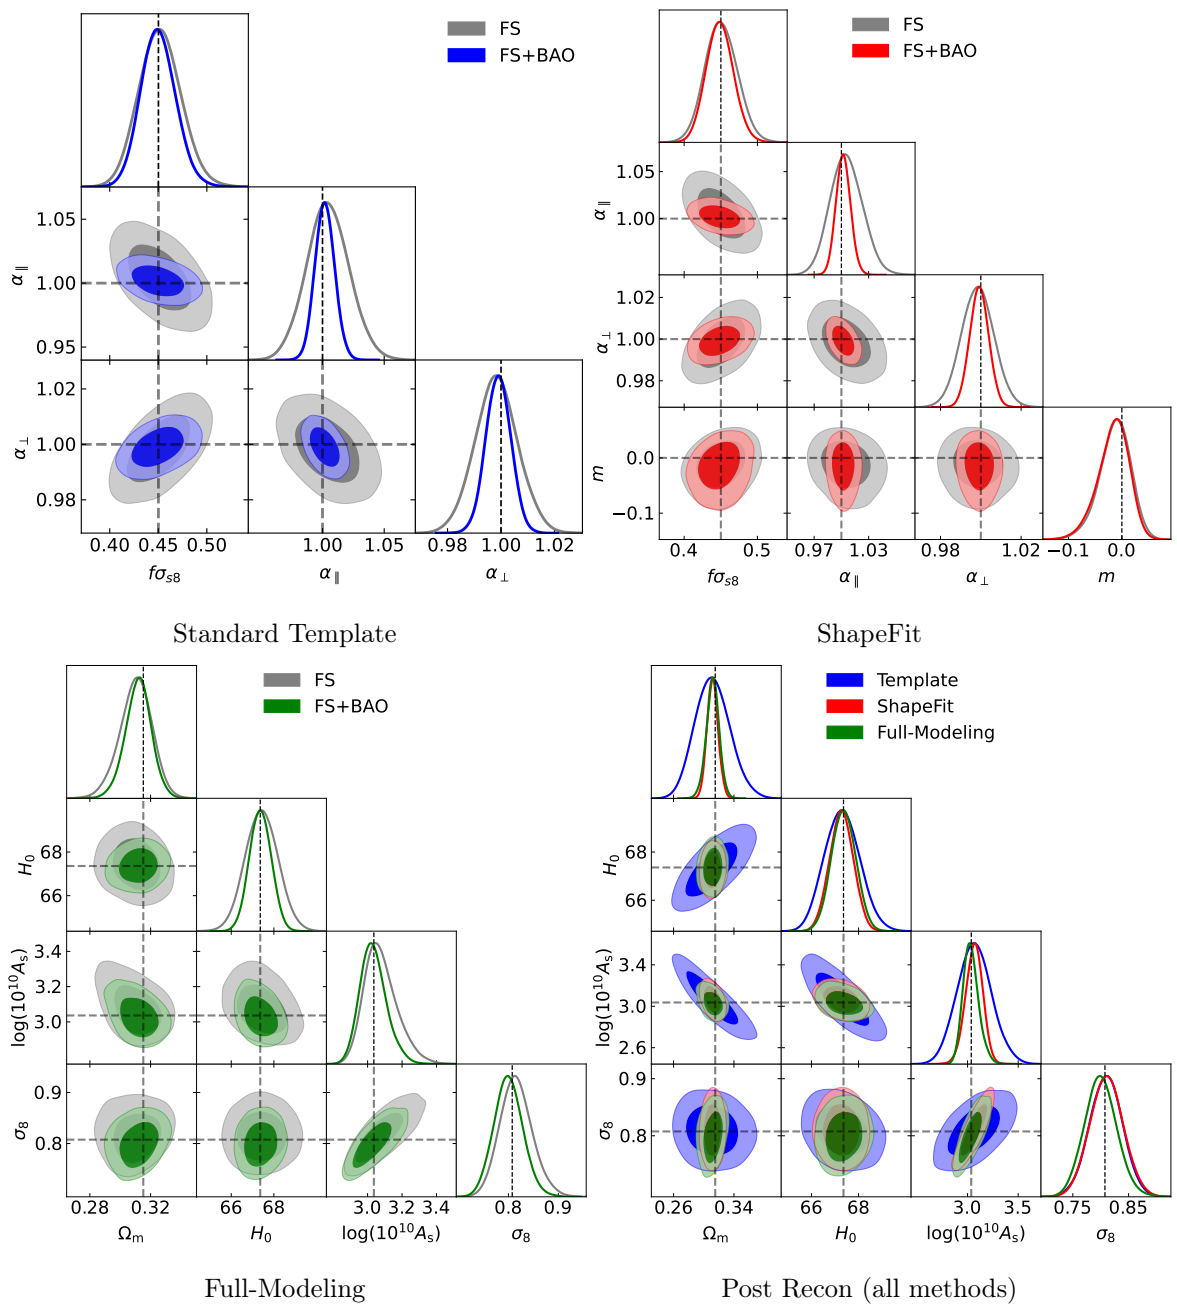 FS
FS+BAO
1.05
α∥
1.00
0.95
1.02
α⊥
1.00
0.98
0.40 0.45 0.50
1.00 1.05
0.98 1.00 1.02
fσs8
α∥
α⊥
Standard Template
FS
FS+BAO
1.05
α∥
1.00
1.02
α⊥
1.00
0.98
0.0
m
−0.1
0.4 0.5
0.97 1.03
0.98 1.02
−0.1 0.0
fσs8
α∥
α⊥
m
ShapeFit
FS
FS+BAO
68
H0
66
3.4
log(10^10As)
3.2
3.0
0.9
σ8
0.8
0.28 0.32
66 68
3.0 3.2 3.4
0.8 0.9
Ωm
H0
log(10^10As)
σ8
Full-Modeling
Template
ShapeFit
Full-Modeling
68
H0
66
3.4
log(10^10As)
3.0
2.6
0.9
σ8
0.8
0.26 0.34
66 68
3.0 3.5
0.75 0.85
Ωm
H0
log(10^10As)
σ8
Post Recon (all methods)